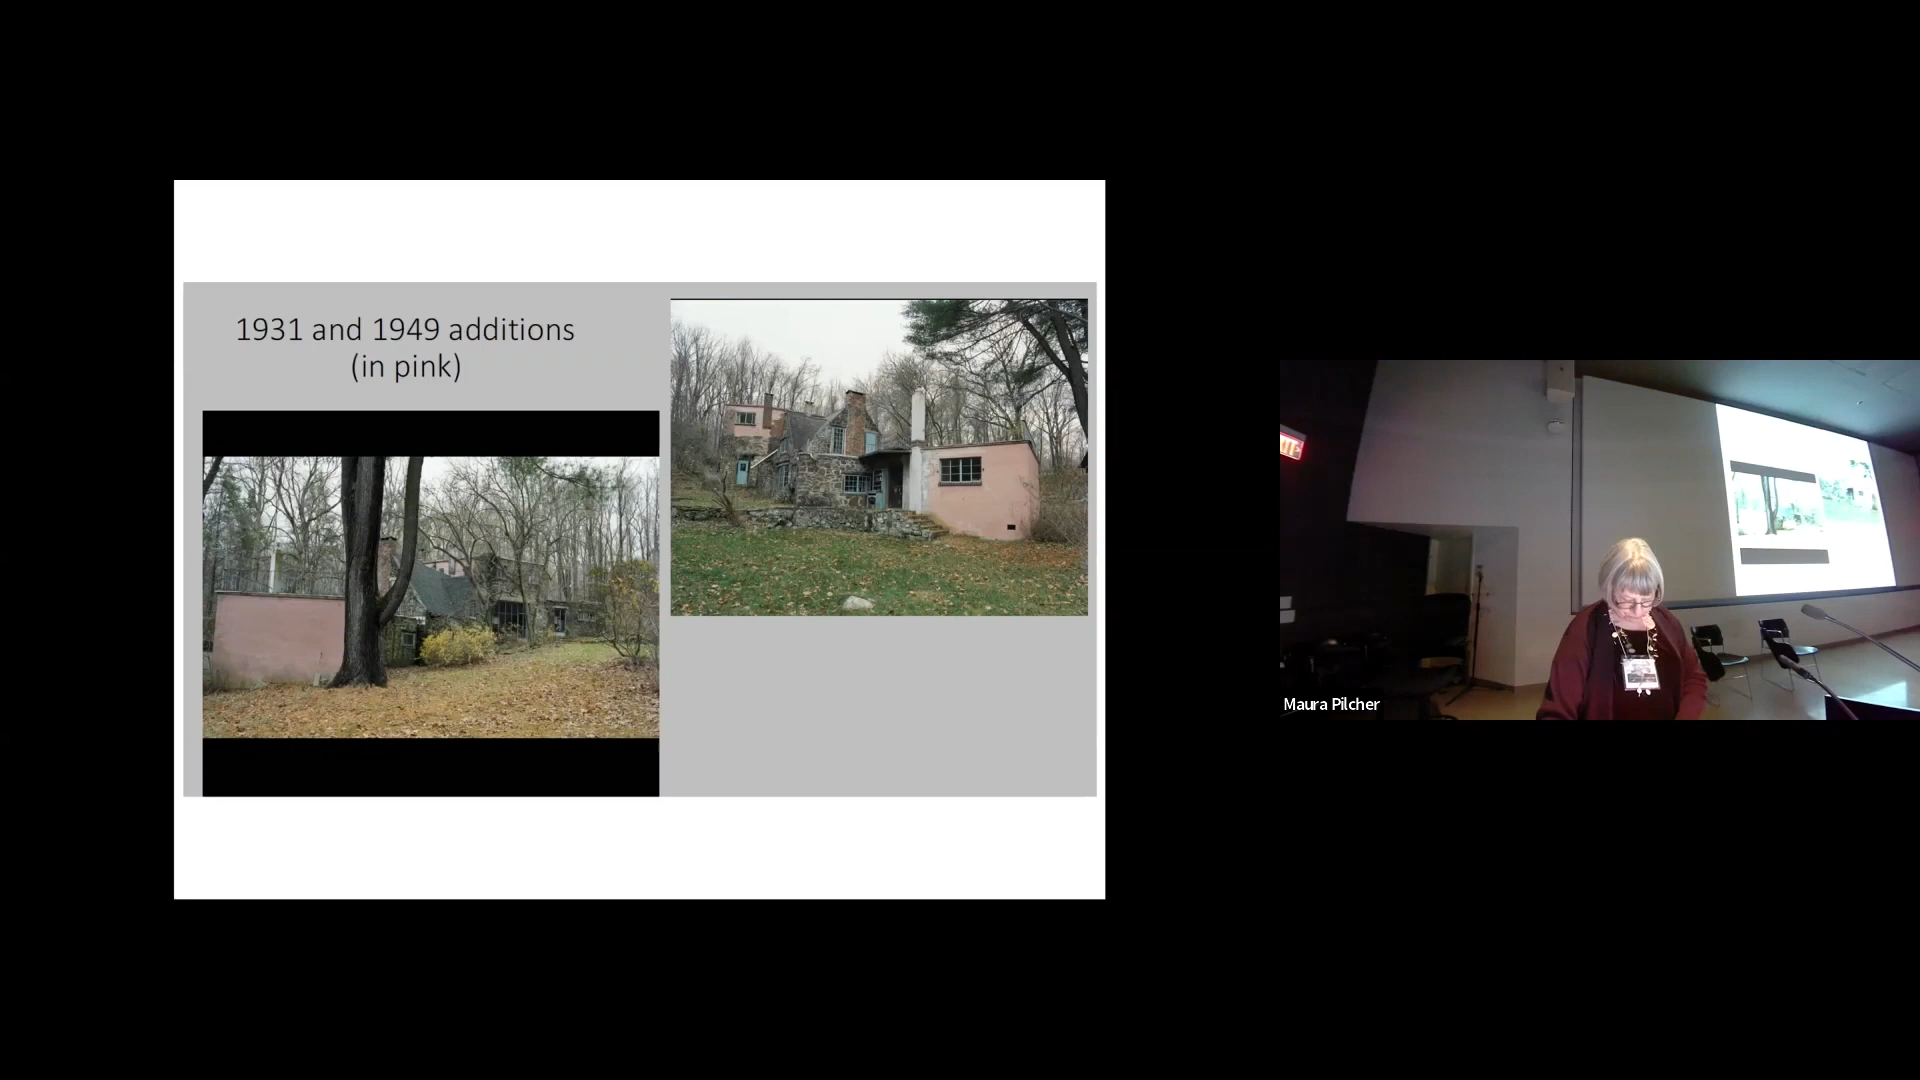 1931 and 1949 additions
(in pink)
Maura Pilcher